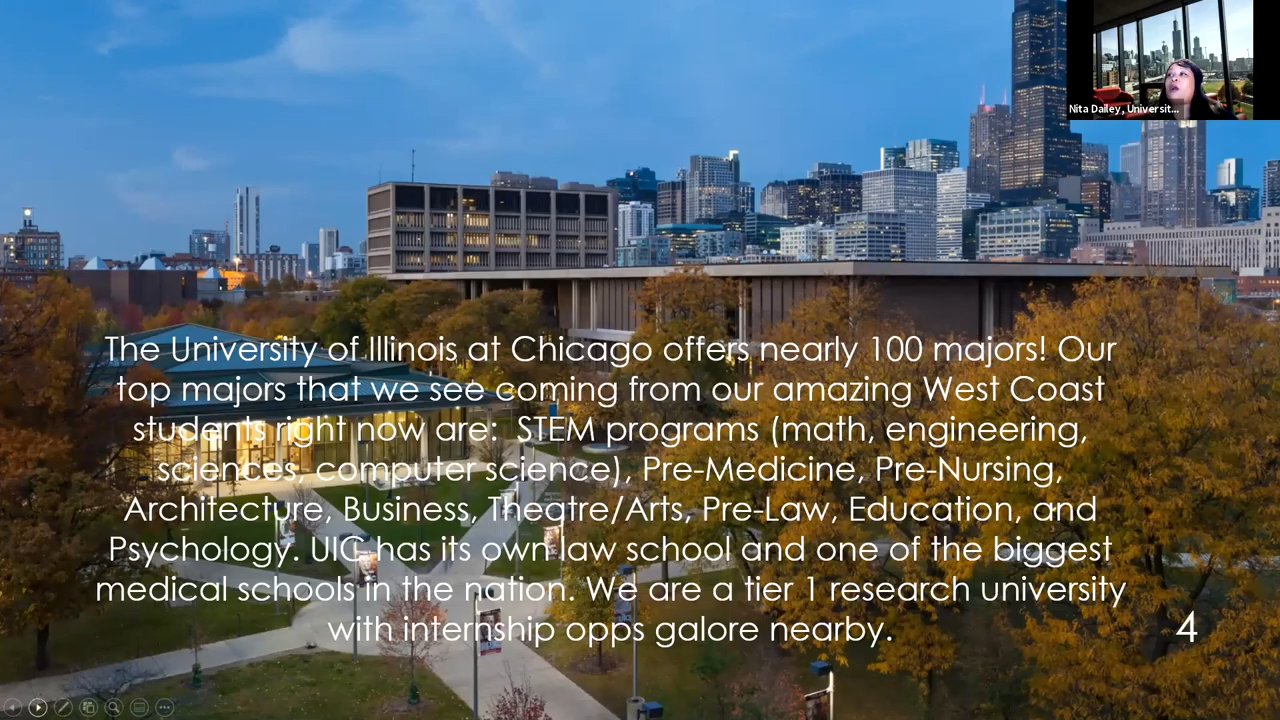 Nita Dailey, Universit...
The University of Illinois at Chicago offers nearly 100 majors! Our
top majors that we see coming from our amazing West Coast
students right now are:  STEM programs (math, engineering,
sciences, computer science), Pre-Medicine, Pre-Nursing,
Architecture, Business, Theatre/Arts, Pre-Law, Education, and
Psychology. UIC has its own law school and one of the biggest
medical schools in the nation. We are a tier 1 research university
with internship opps galore nearby.
4